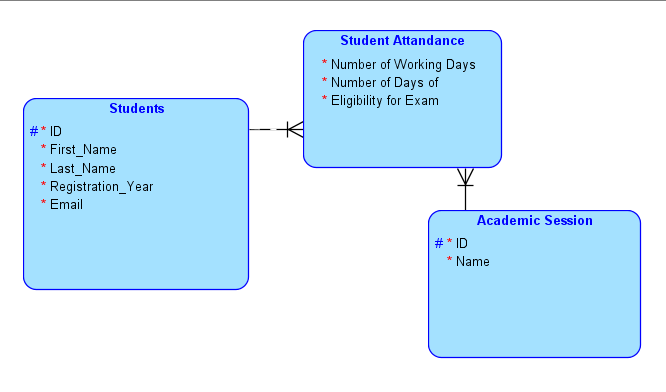 Student Attandance
* Number of Working Days
* Number of Days of
* Eligibility for Exam
Students
# * ID
* First_Name
* Last_Name
* Registration_Year
* Email
Academic Session
# * ID
* Name